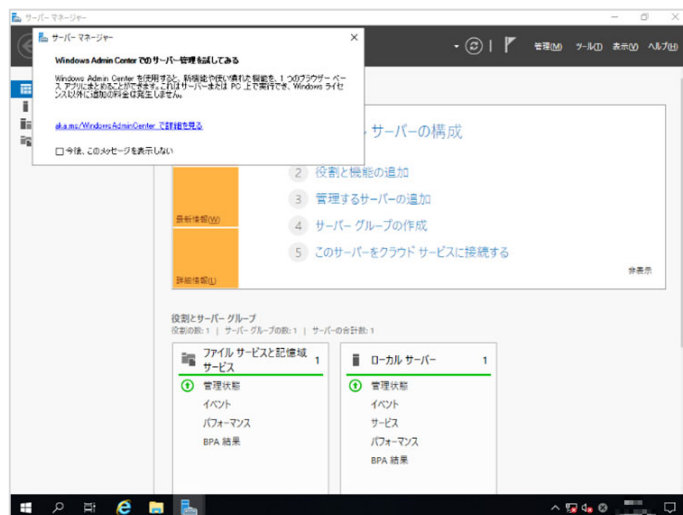 サーバー マネージャー
サーバー マネージャー
管理(M) ツール(T) 表示(V) ヘルプ(H)
Windows Admin Center でのサーバー管理を試してみる
Windows Admin Center を使用すると、新機能や使い慣れた機能を、1 つのブラウザー ベー
ス アプリにまとめることができます。これはサーバーまたは PC 上で実行でき、Windows ライセ
ンス以外に追加の料金は発生しません。
aka.ms/WindowsAdminCenter で詳細を見る
今後、このメッセージを表示しない
サーバーの構成
2 役割と機能の追加
3 管理するサーバーの追加
最新情報(W)
4 サーバー グループの作成
5 このサーバーをクラウド サービスに接続する
詳細情報(L)
非表示
役割とサーバー グループ
役割の数: 1 | サーバー グループの数: 1 | サーバーの合計数: 1
ファイル サービスと記憶域
サービス
1
管理状態
イベント
パフォーマンス
BPA 結果
ローカル サーバー 1
管理状態
イベント
サービス
パフォーマンス
BPA 結果